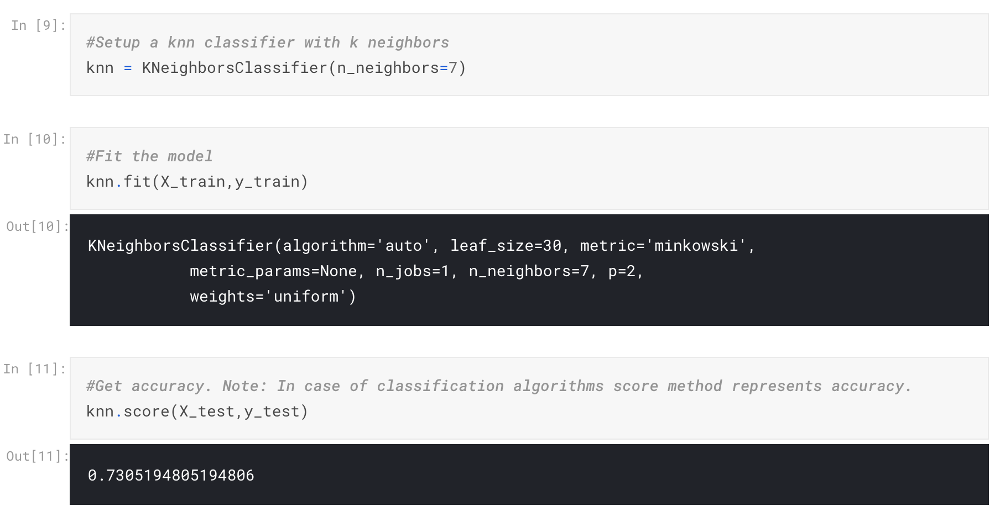 In [9]:
#Setup a knn classifier with k neighbors
knn = KNeighborsClassifier(n_neighbors=7)
In [10]:
#Fit the model
knn.fit(X_train,y_train)
Out[10]:
KNeighborsClassifier(algorithm='auto', leaf_size=30, metric='minkowski',
metric_params=None, n_jobs=1, n_neighbors=7, p=2,
weights='uniform')
In [11]:
#Get accuracy. Note: In case of classification algorithms score method represents accuracy.
knn.score(X_test,y_test)
Out[11]:
0.7305194805194806